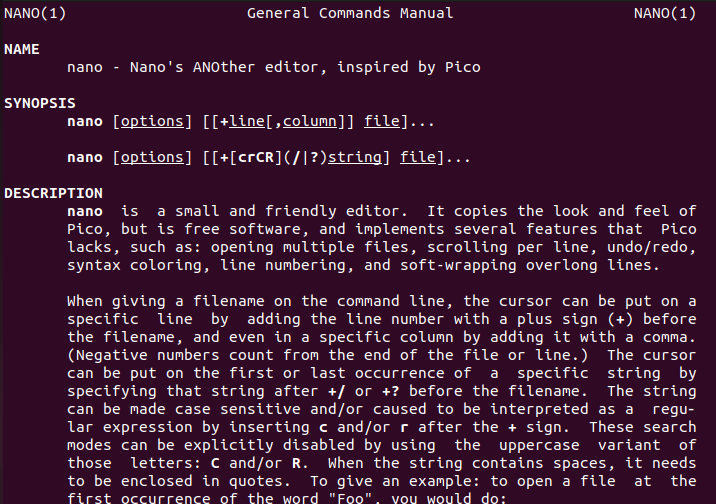 NANO(1) General Commands Manual NANO(1)
NAME
nano - Nano's ANOther editor, inspired by Pico
SYNOPSIS
nano [options] [[+line[,column]] file]...
nano [options] [[+[crCR](/|?)string] file]...
DESCRIPTION
nano is a small and friendly editor. It copies the look and feel of
Pico, but is free software, and implements several features that Pico
lacks, such as: opening multiple files, scrolling per line, undo/redo,
syntax coloring, line numbering, and soft-wrapping overlong lines.
When giving a filename on the command line, the cursor can be put on a
specific line by adding the line number with a plus sign (+) before
the filename, and even in a specific column by adding it with a comma.
(Negative numbers count from the end of the file or line.) The cursor
can be put on the first or last occurrence of a specific string by
specifying that string after +/ or +? before the filename. The string
can be made case sensitive and/or caused to be interpreted as a regu-
lar expression by inserting c and/or r after the + sign. These search
modes can be explicitly disabled by using the uppercase variant of
those letters: C and/or R. When the string contains spaces, it needs
to be enclosed in quotes. To give an example: to open a file at the
first occurrence of the word "Foo", you would do: